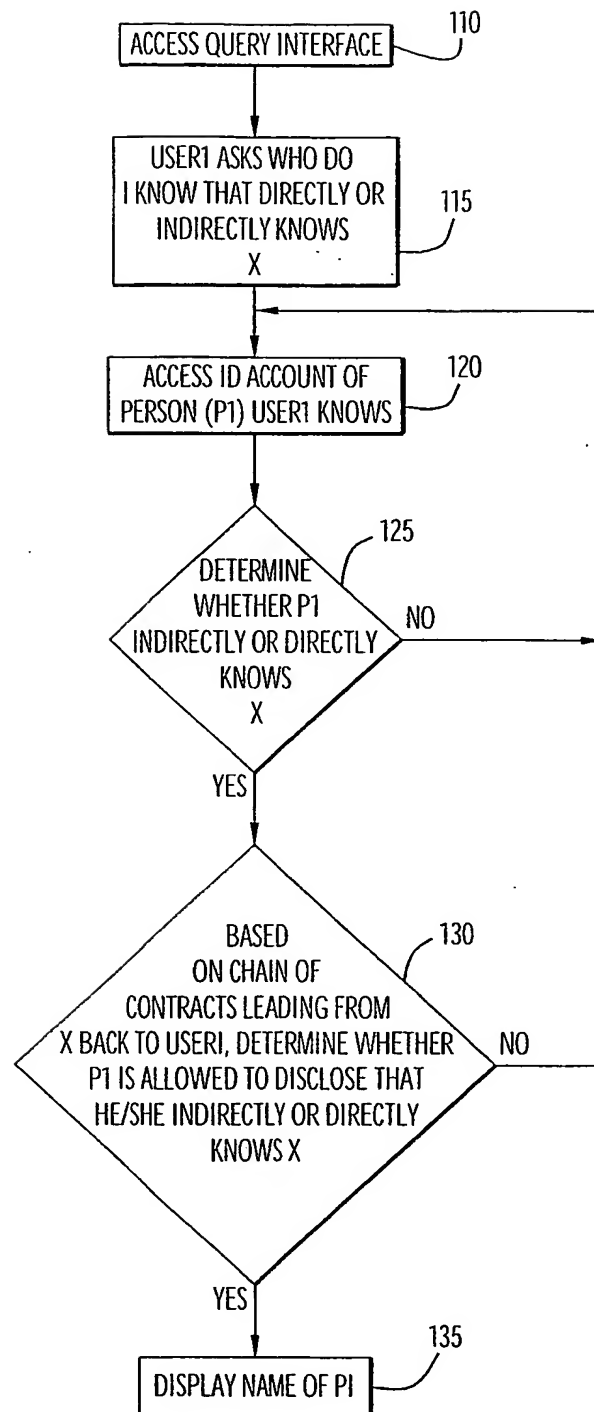 ACCESS QUERY INTERFACE
110
USER1 ASKS WHO DO
I KNOW THAT DIRECTLY OR
INDIRECTLY KNOWS
X
115
ACCESS ID ACCOUNT OF
PERSON (P1) USER1 KNOWS
120
125
DETERMINE
WHETHER P1
INDIRECTLY OR DIRECTLY
KNOWS
X
NO
YES
130
BASED
ON CHAIN OF
CONTRACTS LEADING FROM
X BACK TO USERI, DETERMINE WHETHER
P1 IS ALLOWED TO DISCLOSE THAT
HE/SHE INDIRECTLY OR DIRECTLY
KNOWS X
NO
YES
135
DISPLAY NAME OF PI